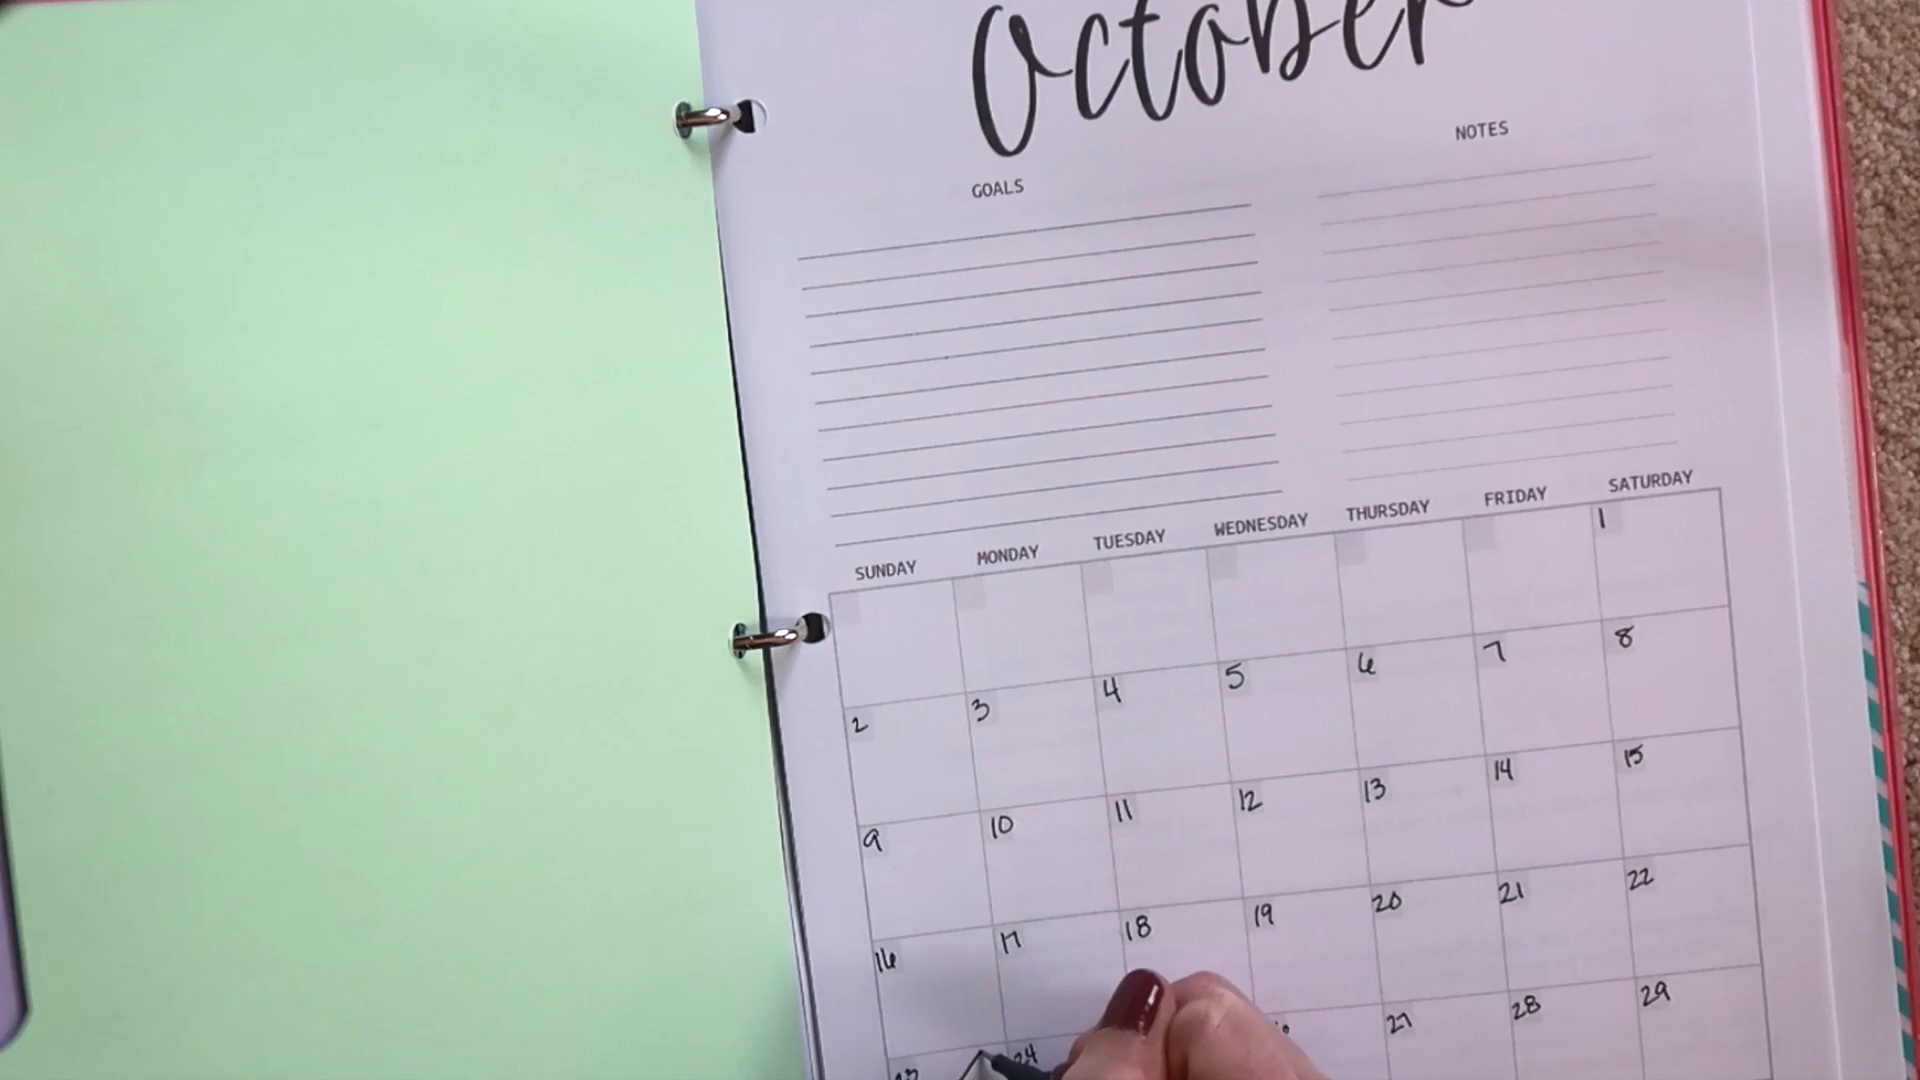 October
GOALS NOTES
SUNDAY MONDAY TUESDAY WEDNESDAY THURSDAY FRIDAY SATURDAY
1
2 3 4 5 6 7 8
9 10 11 12 13 14 15
16 17 18 19 20 21 22
24 27 28 29